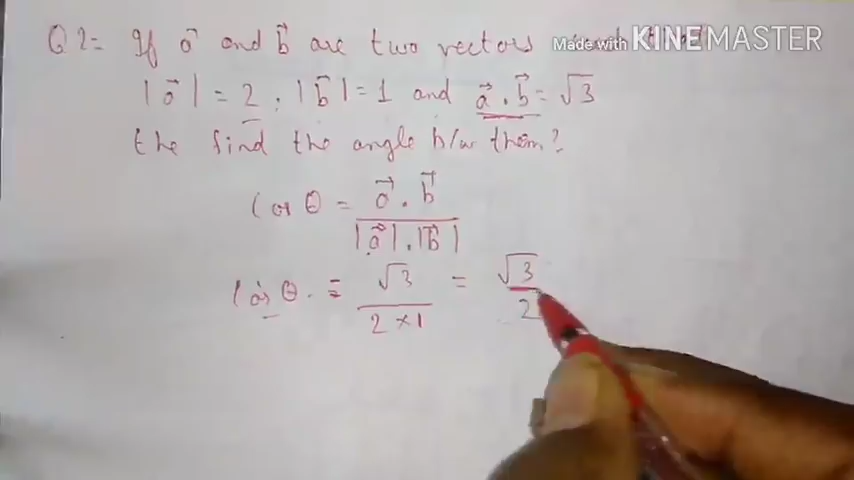 Q2= If a⃗ and b⃗ are two vectors
Made with KINEMASTER
|a⃗| = 2, |b⃗| = 1 and a⃗ . b⃗ = √3
the find the angle b/w them?
Cos θ = a⃗ . b⃗ / |a⃗| . |b⃗|
Cos θ = √3 / 2×1 = √3 / 2